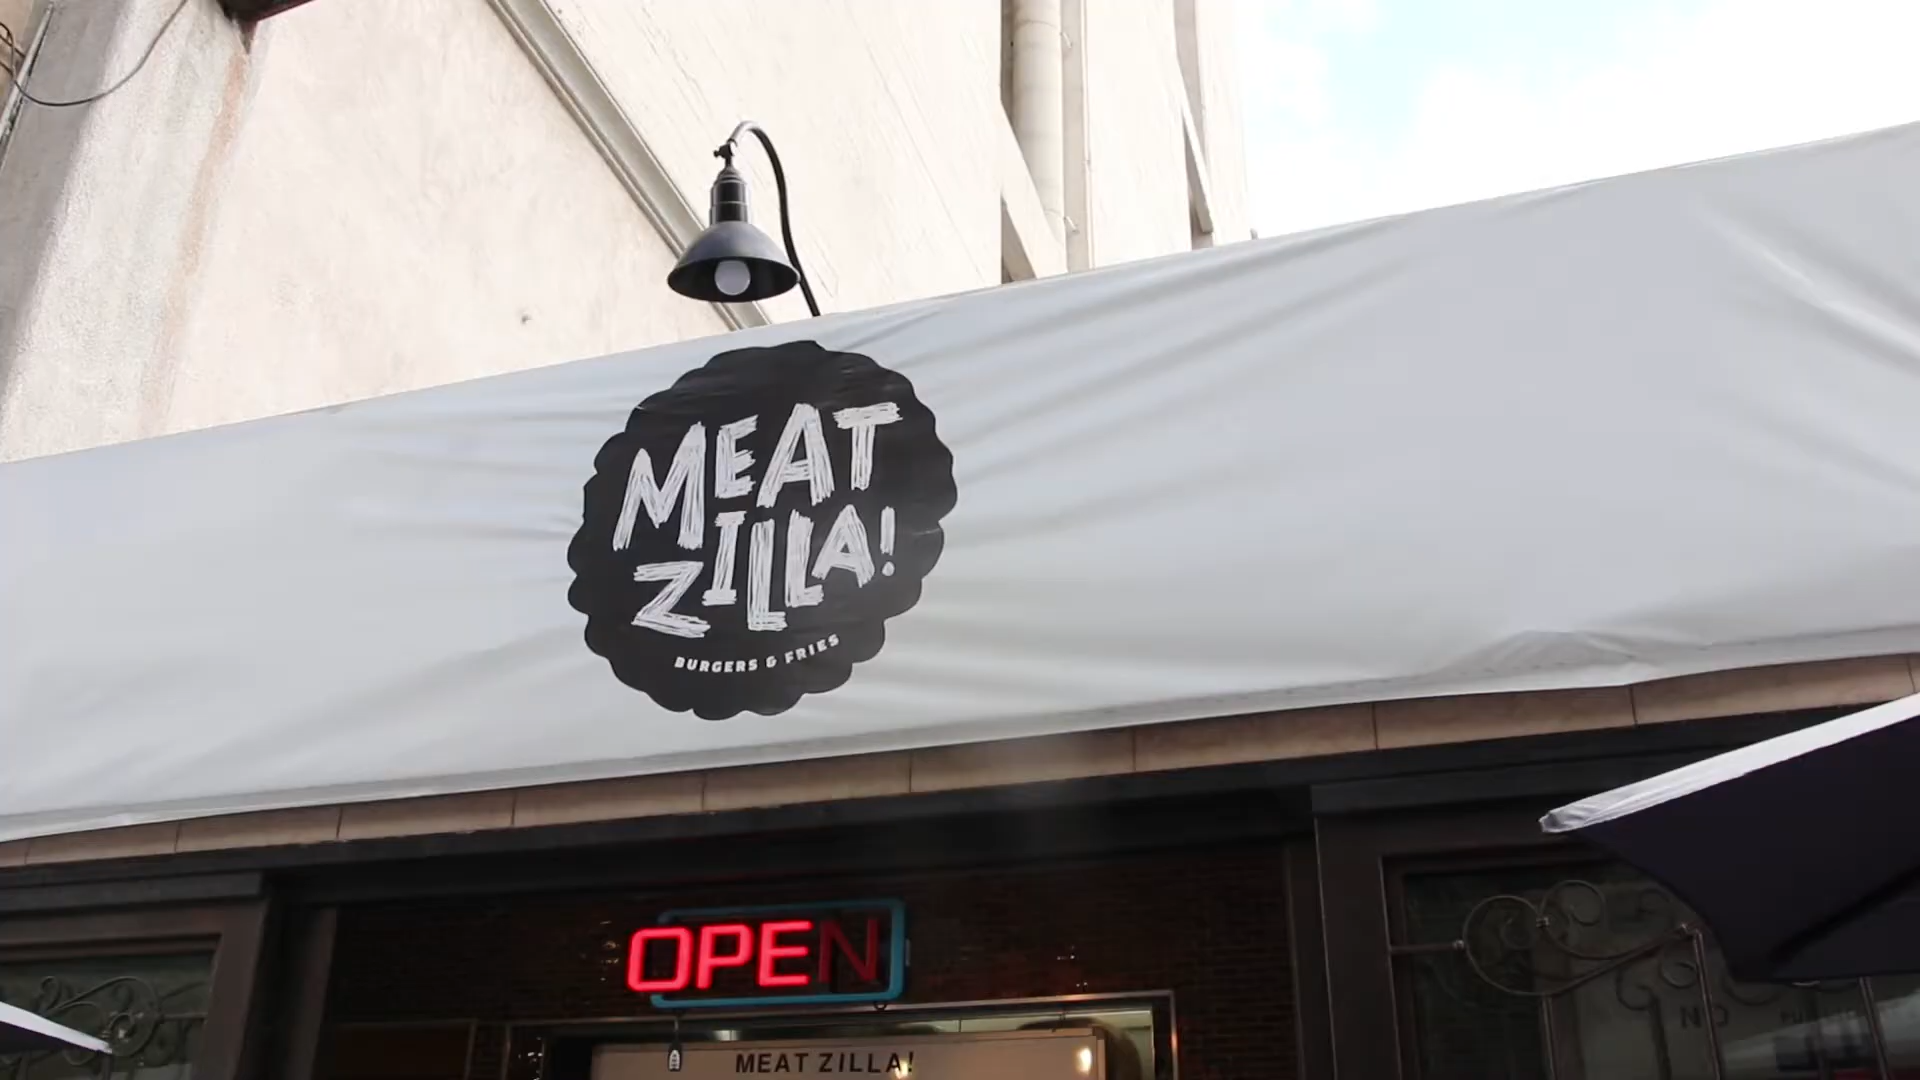 MEAT
ZILLA!
BURGERS & FRIES
OPEN
MEAT ZILLA!